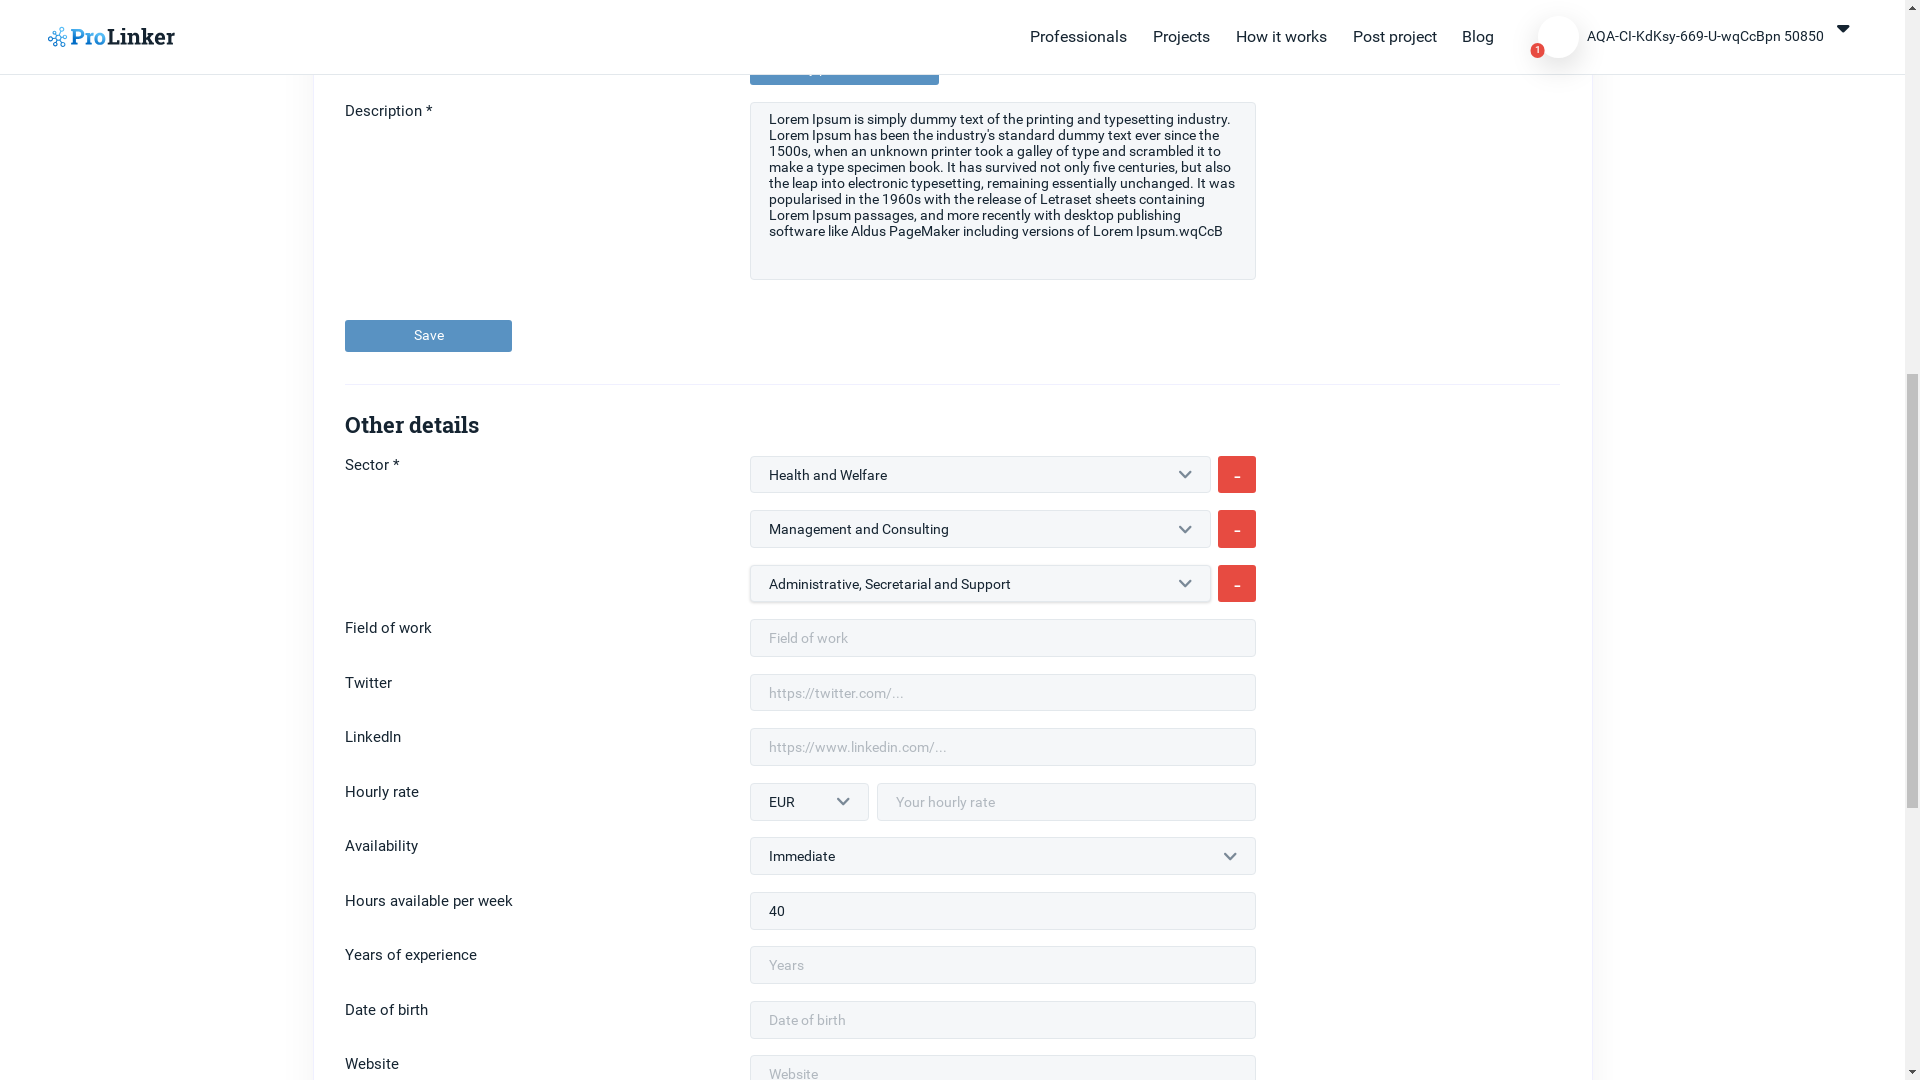 ProLinker
Professionals
Projects
How it works
Post project
Blog
1
AQA-CI-KdKsy-669-U-wqCcBpn 50850
Description *
Lorem Ipsum is simply dummy text of the printing and typesetting industry.
Lorem Ipsum has been the industry's standard dummy text ever since the
1500s, when an unknown printer took a galley of type and scrambled it to
make a type specimen book. It has survived not only five centuries, but also
the leap into electronic typesetting, remaining essentially unchanged. It was
popularised in the 1960s with the release of Letraset sheets containing
Lorem Ipsum passages, and more recently with desktop publishing
software like Aldus PageMaker including versions of Lorem Ipsum.wqCcB
Save
Other details
Sector *
Health and Welfare
-
Management and Consulting
-
Administrative, Secretarial and Support
-
Field of work
Field of work
Twitter
https://twitter.com/...
LinkedIn
https://www.linkedin.com/...
Hourly rate
EUR
Your hourly rate
Availability
Immediate
Hours available per week
40
Years of experience
Years
Date of birth
Date of birth
Website
Website